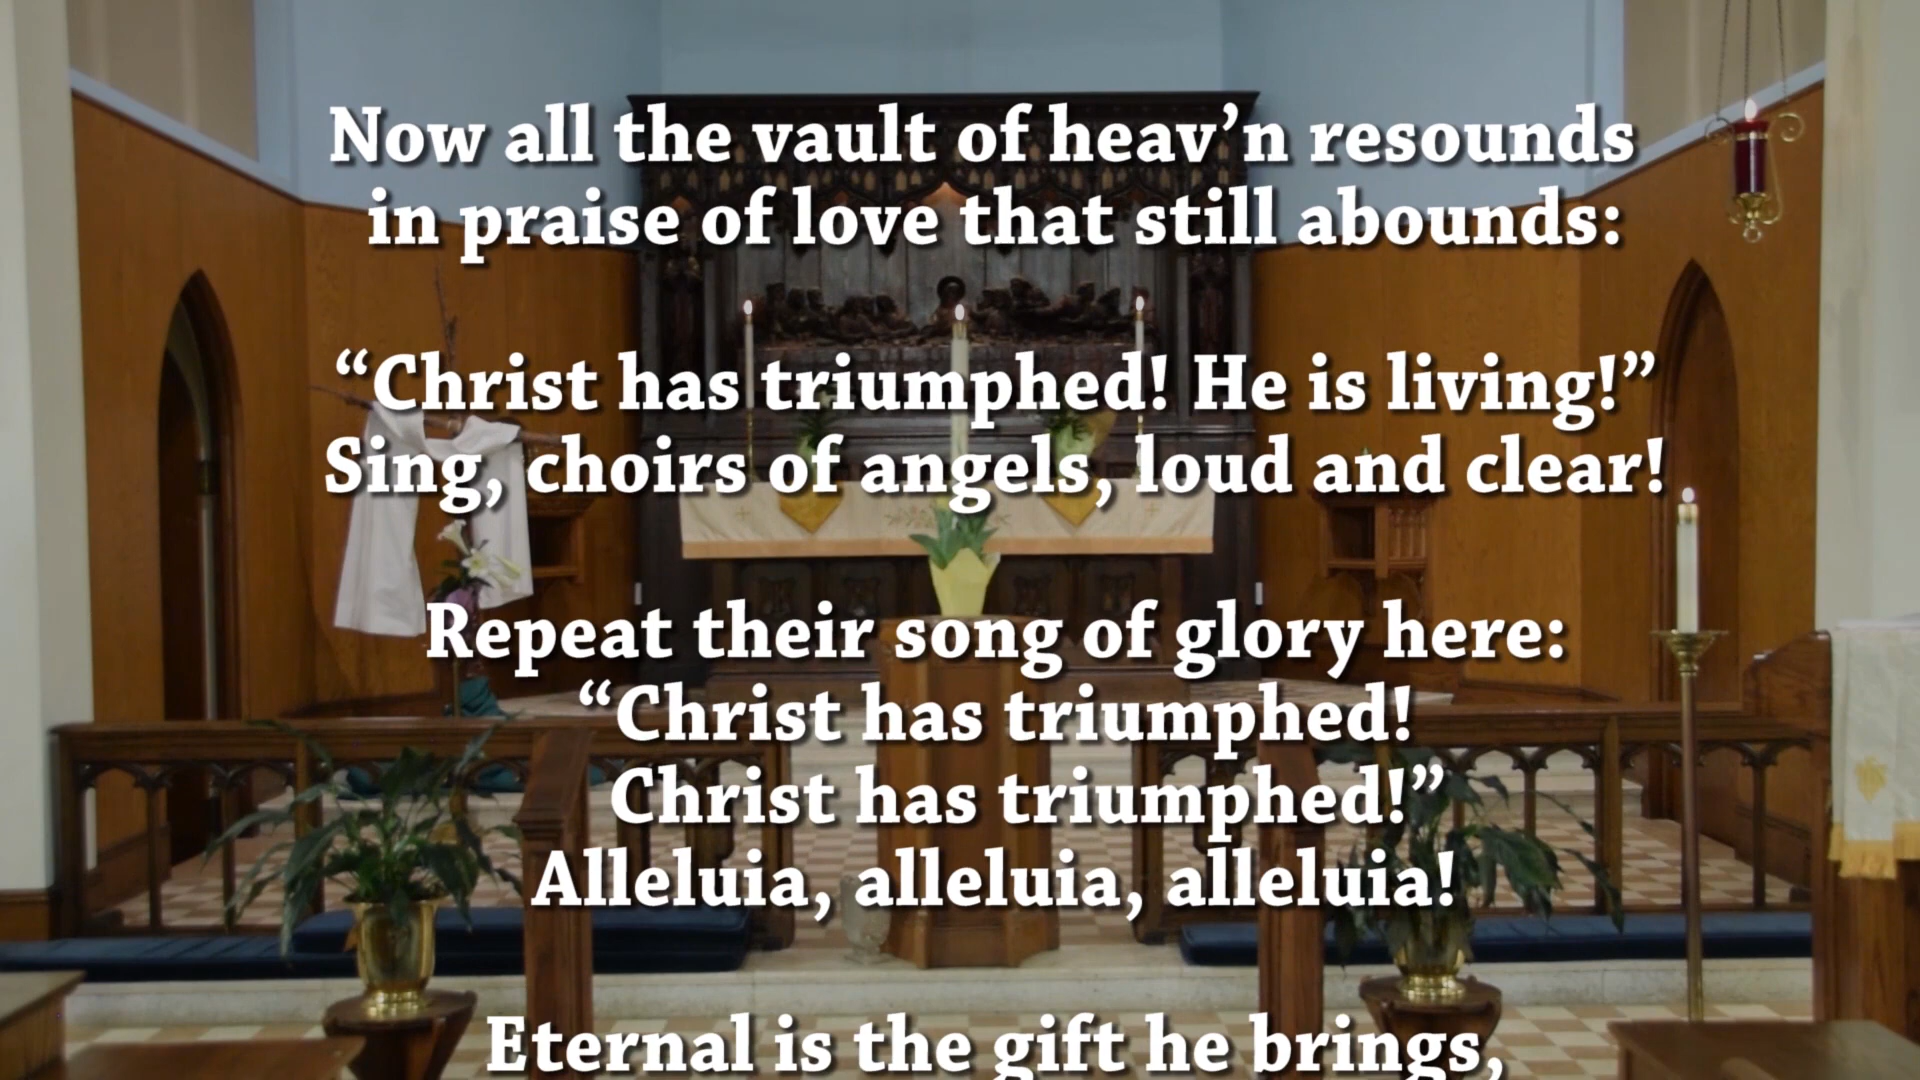 Now all the vault of heav’n resounds
in praise of love that still abounds:
“Christ has triumphed! He is living!”
Sing, choirs of angels, loud and clear!
Repeat their song of glory here:
“Christ has triumphed!
Christ has triumphed!”
Alleluia, alleluia, alleluia!
Eternal is the gift he brings,